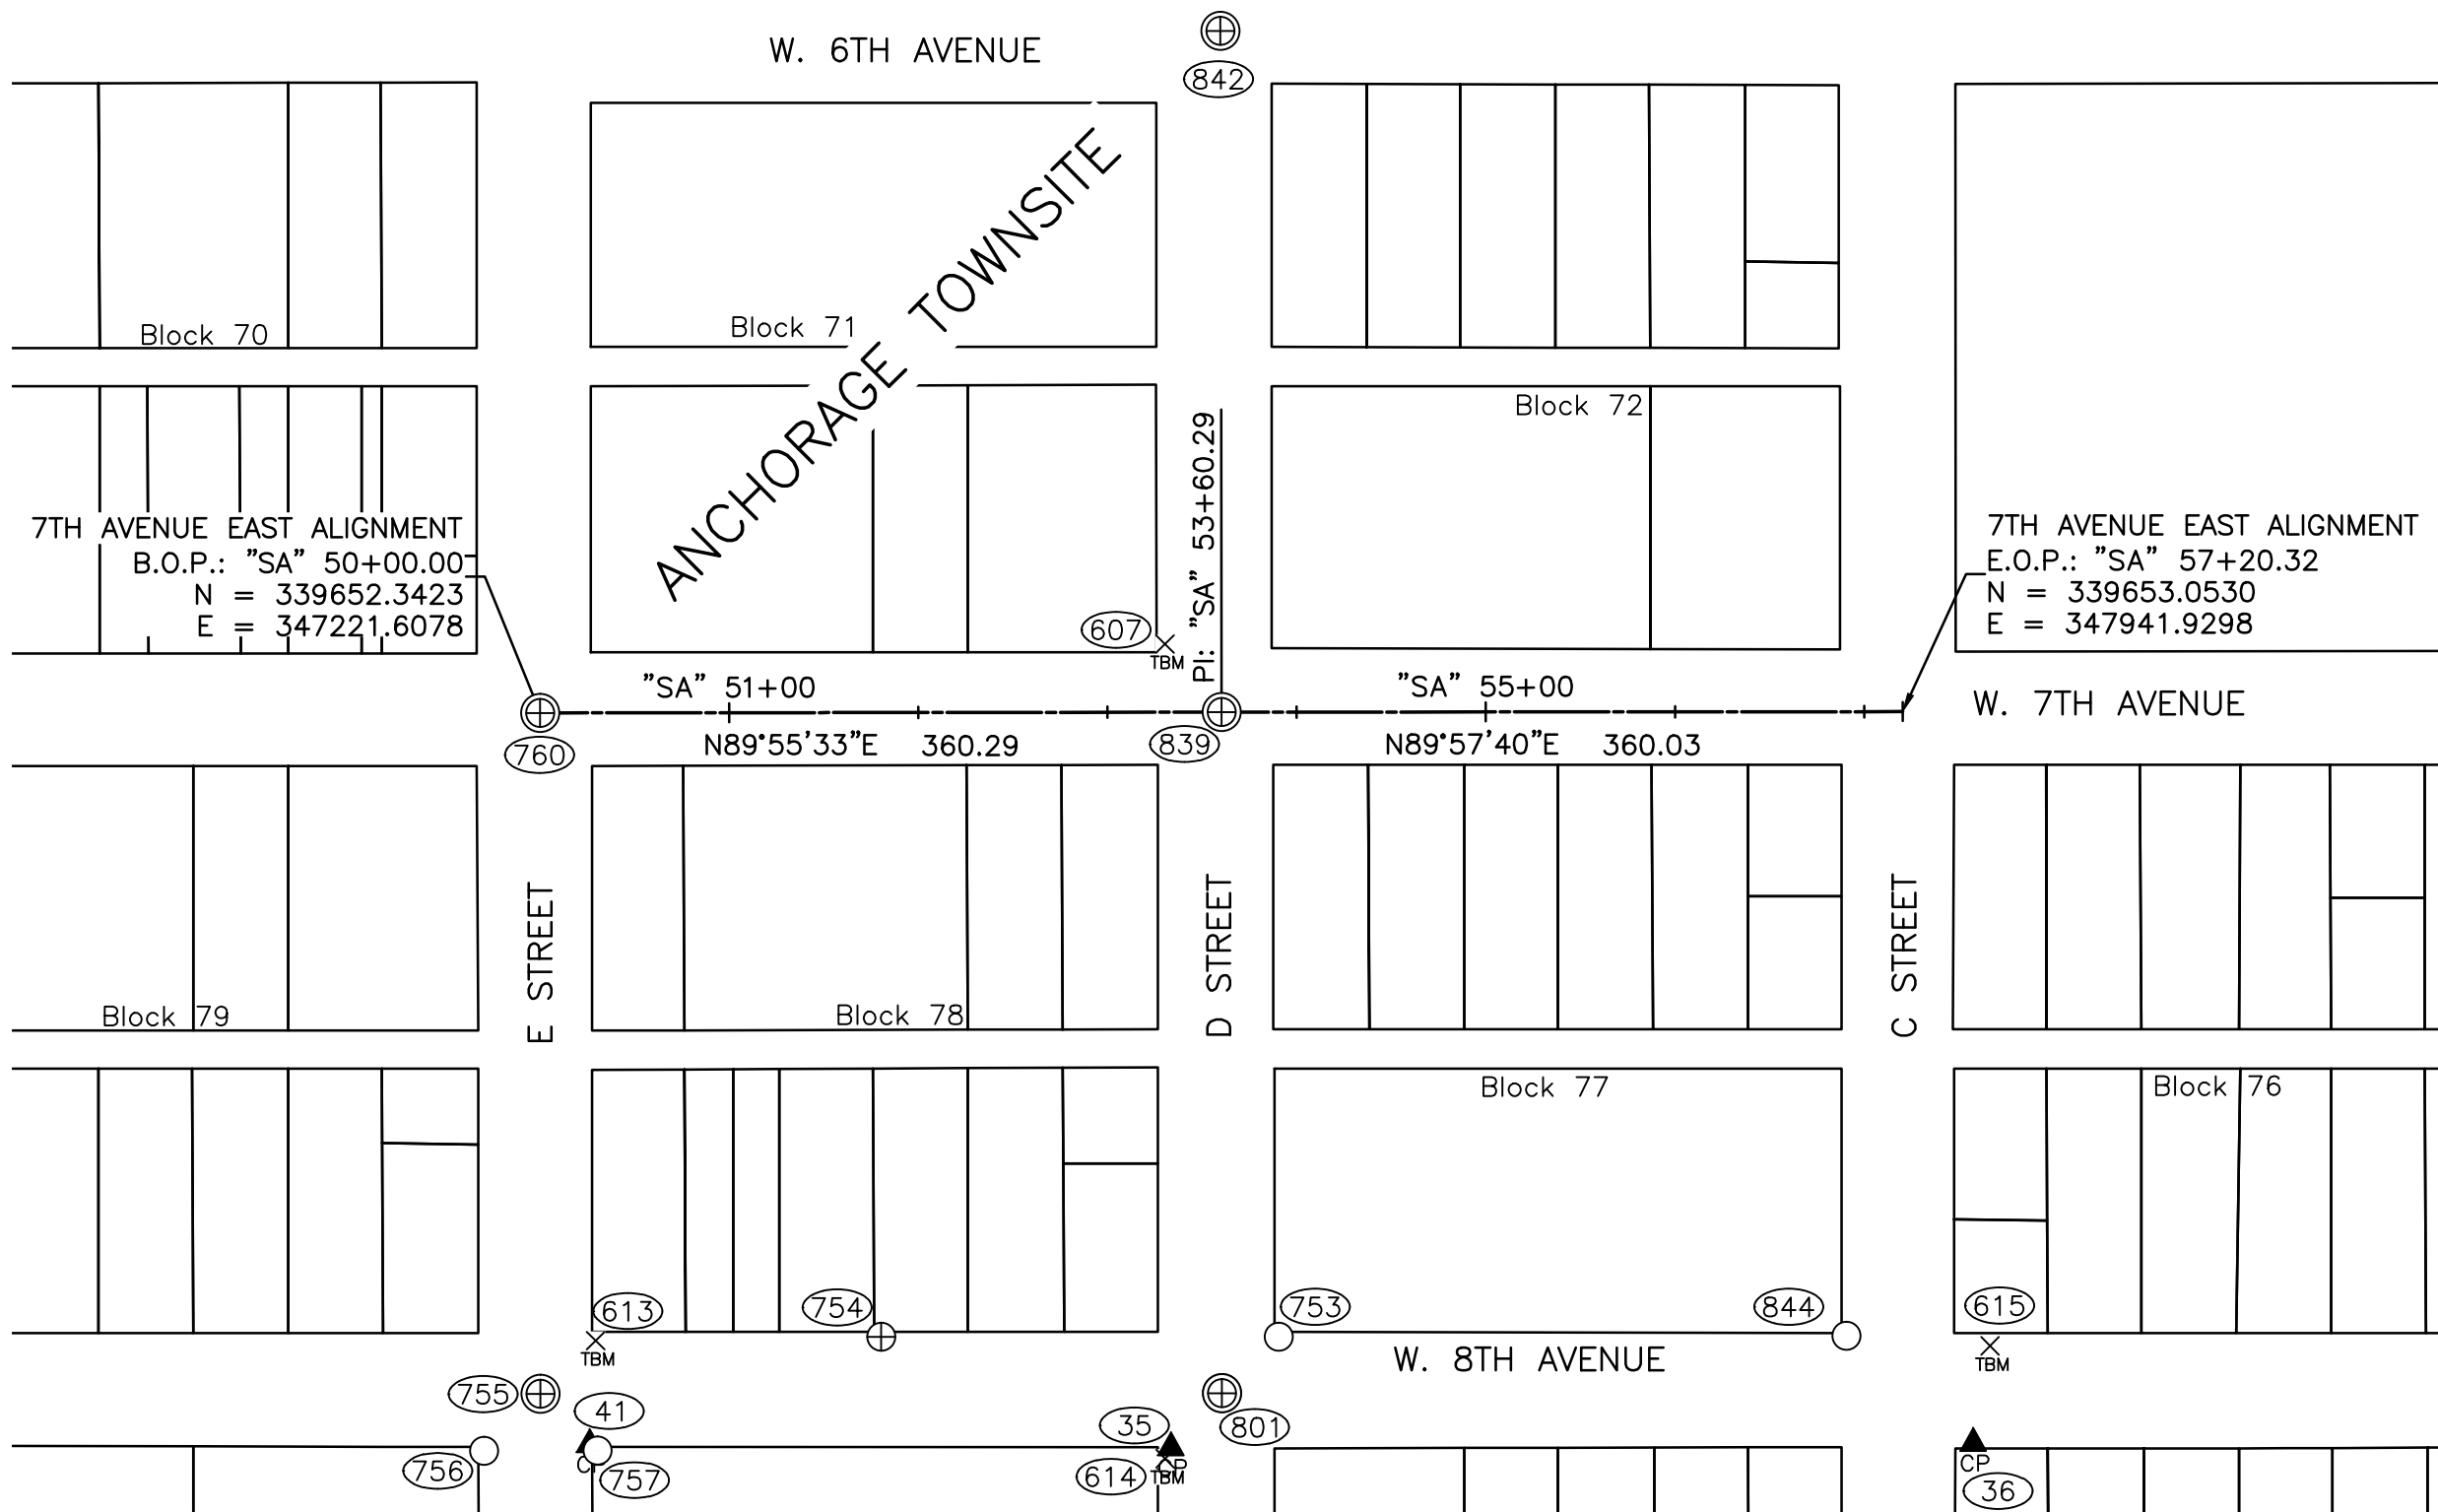 W. 6TH AVENUE
842
ANCHORAGE TOWNSITE
Block 70
Block 71
Block 72
7TH AVENUE EAST ALIGNMENT
B.O.P.: "SA" 50+00.00
N = 339652.3423
E = 347221.6078
PI: "SA" 53+60.29
7TH AVENUE EAST ALIGNMENT
E.O.P.: "SA" 57+20.32
N = 339653.0530
E = 347941.9298
607
TBM
"SA" 51+00
"SA" 55+00
W. 7TH AVENUE
760
N89°55'33"E 360.29
839
N89°57'40"E 360.03
E STREET
D STREET
C STREET
Block 79
Block 78
Block 77
Block 76
613
TBM
754
753
844
615
TBM
W. 8TH AVENUE
755
41
35
801
756
757
614
CP
TBM
CP
36